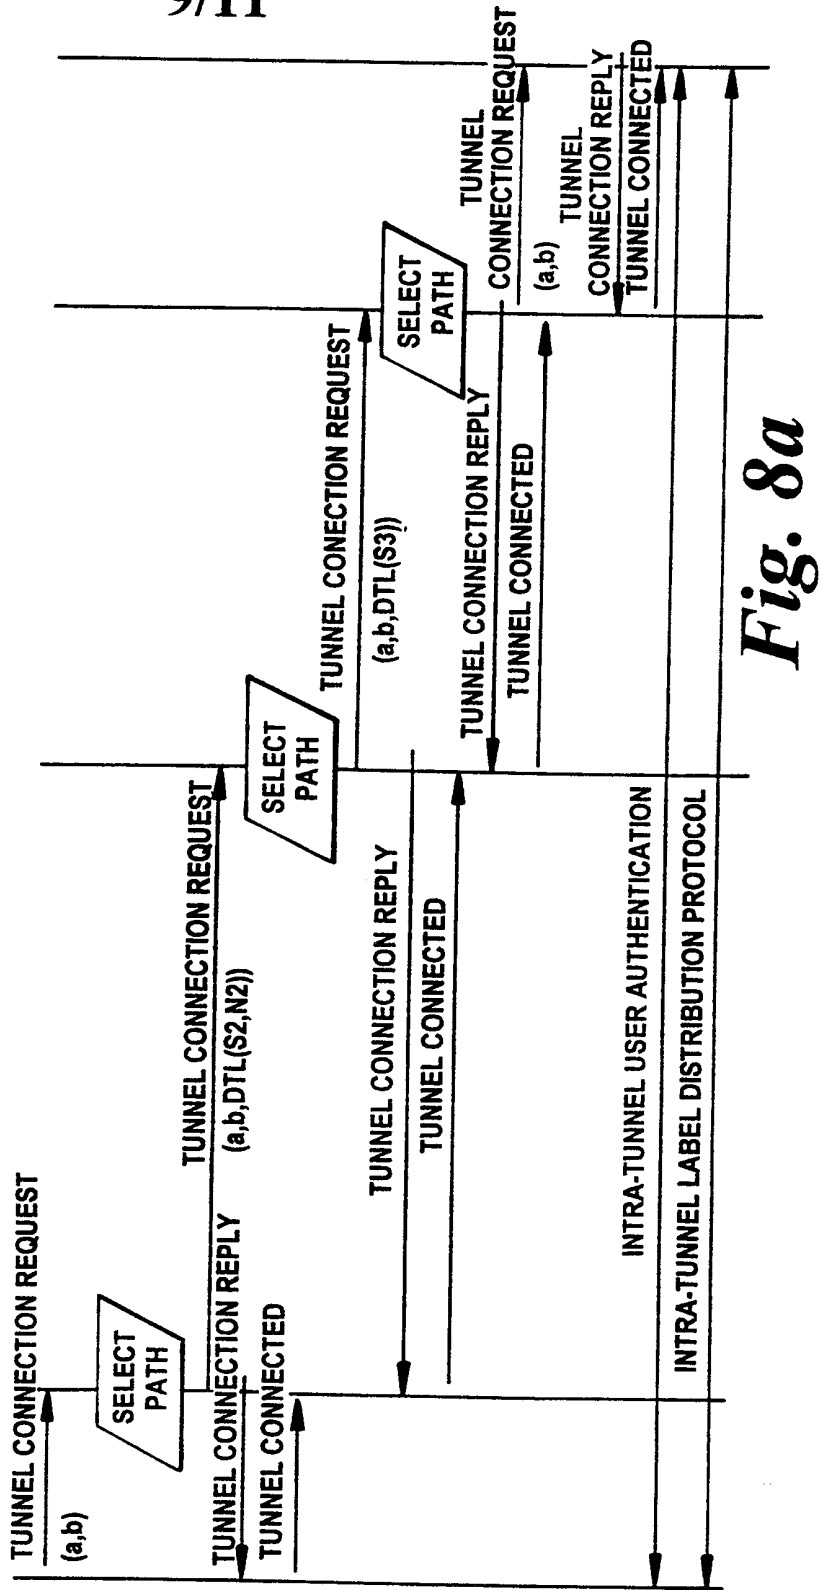 9/11
TUNNEL CONNECTION REQUEST
(a,b)
SELECT
PATH
TUNNEL CONNECTION REQUEST
(a,b,DTL(S2,N2))
TUNNEL CONNECTION REPLY
TUNNEL CONNECTED
SELECT
PATH
TUNNEL CONECTION REQUEST
(a,b,DTL(S3))
TUNNEL CONNECTION REPLY
TUNNEL CONNECTED
SELECT
PATH
TUNNEL
CONNECTION REQUEST
(a,b)
TUNNEL CONNECTION REPLY
TUNNEL CONNECTED
TUNNEL
CONNECTION REPLY
TUNNEL CONNECTED
INTRA-TUNNEL USER AUTHENTICATION
INTRA-TUNNEL LABEL DISTRIBUTION PROTOCOL
Fig. 8a